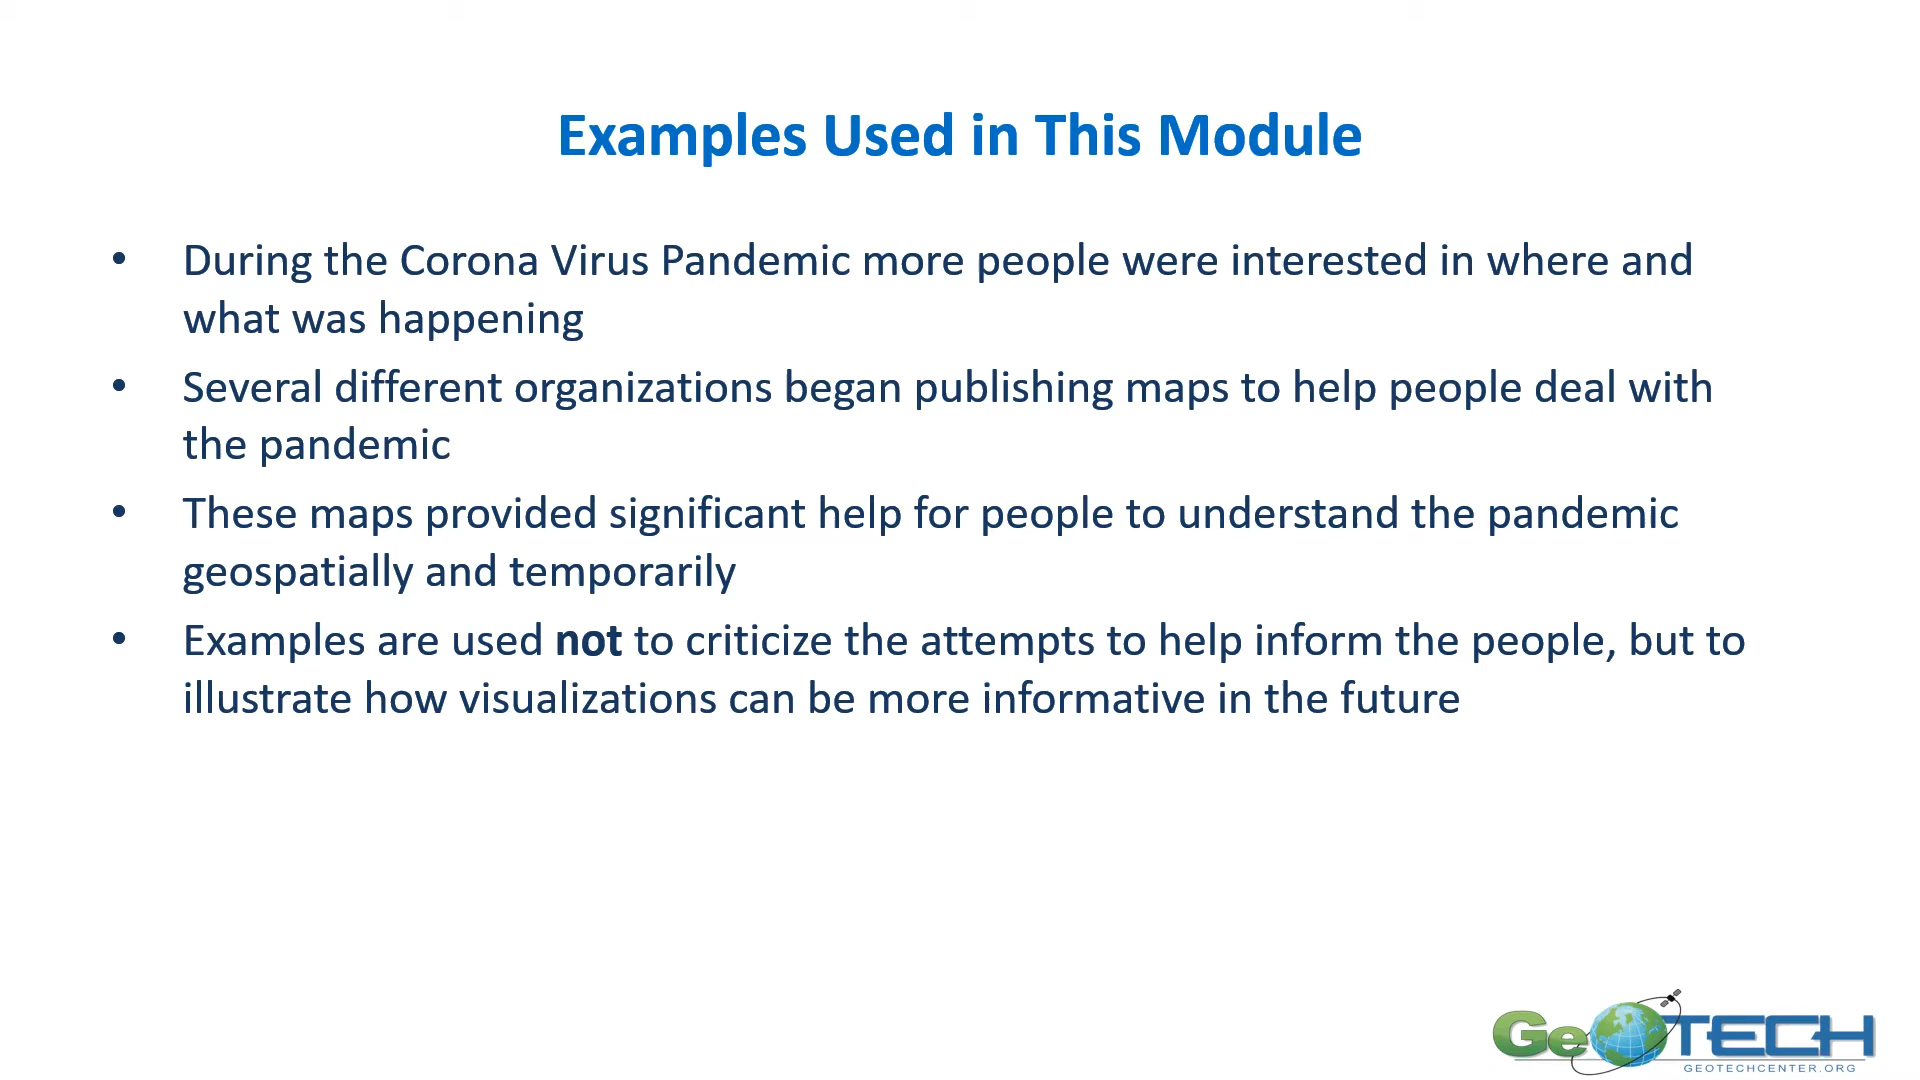 Examples Used in This Module
• During the Corona Virus Pandemic more people were interested in where and
what was happening
• Several different organizations began publishing maps to help people deal with
the pandemic
• These maps provided significant help for people to understand the pandemic
geospatially and temporarily
• Examples are used not to criticize the attempts to help inform the people, but to
illustrate how visualizations can be more informative in the future
GeoTECH
GEOTECHCENTER.ORG